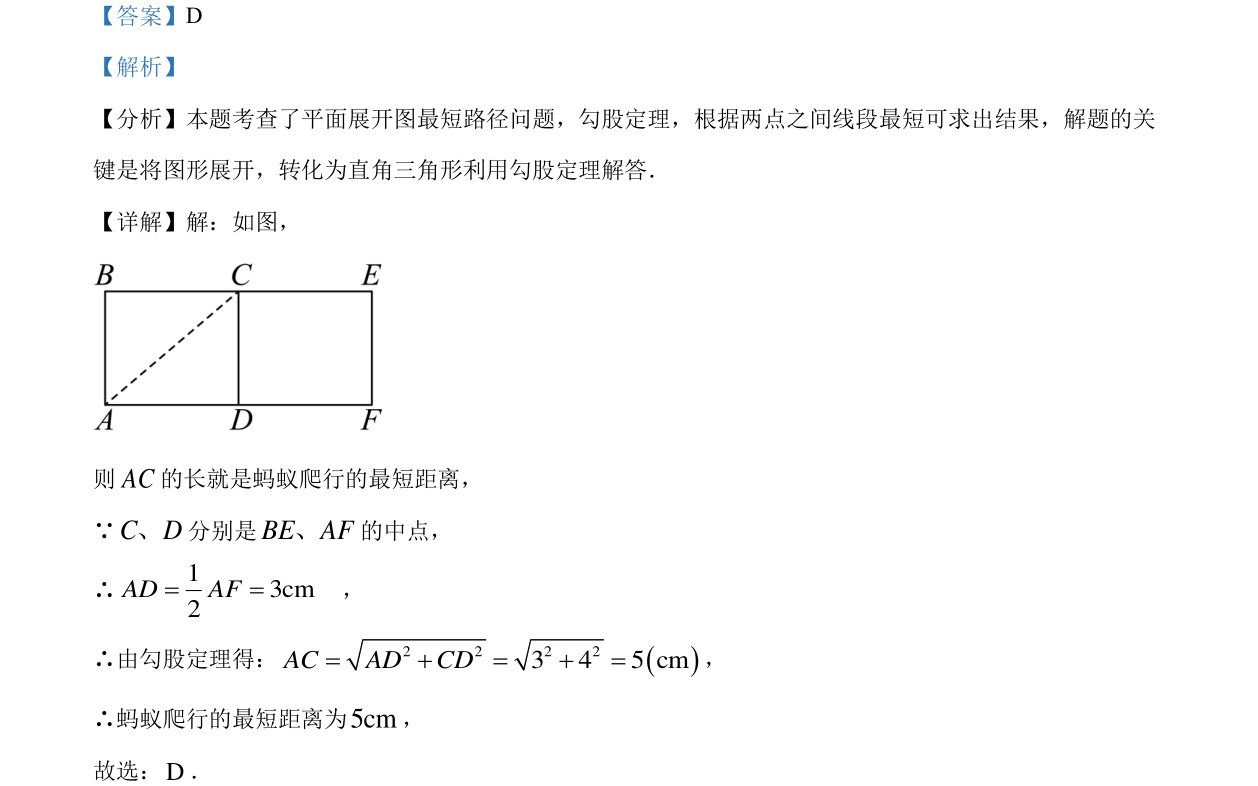 【答案】D
【解析】
【分析】本题考查了平面展开图最短路径问题，勾股定理，根据两点之间线段最短可求出结果，解题的关
键是将图形展开，转化为直角三角形利用勾股定理解答．
【详解】解：如图，
B C E
A D F
则 AC 的长就是蚂蚁爬行的最短距离，
∵ C、D 分别是 BE、AF 的中点，
∴ AD = 1/2 AF = 3cm ，
∴由勾股定理得： AC = √(AD² + CD²) = √(3² + 4²) = 5(cm)，
∴蚂蚁爬行的最短距离为5cm，
故选：D．